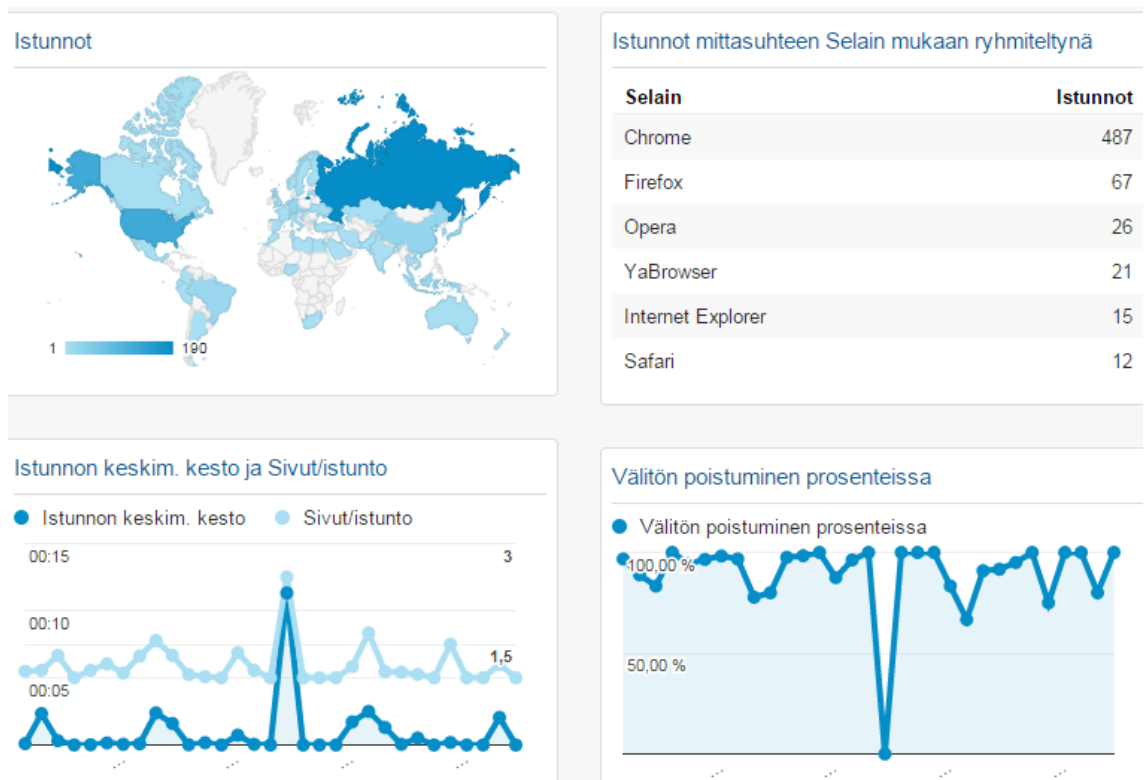 Istunnot
1 190
Istunnot mittasuhteen Selain mukaan ryhmiteltynä
Selain Istunnot
Chrome 487
Firefox 67
Opera 26
YaBrowser 21
Internet Explorer 15
Safari 12
Istunnon keskim. kesto ja Sivut/istunto
Istunnon keskim. kesto Sivut/istunto
00:15 3
00:10
1,5
00:05
... ... ... ...
Välitön poistuminen prosenteissa
Välitön poistuminen prosenteissa
100,00 %
50,00 %
... ... ... ...